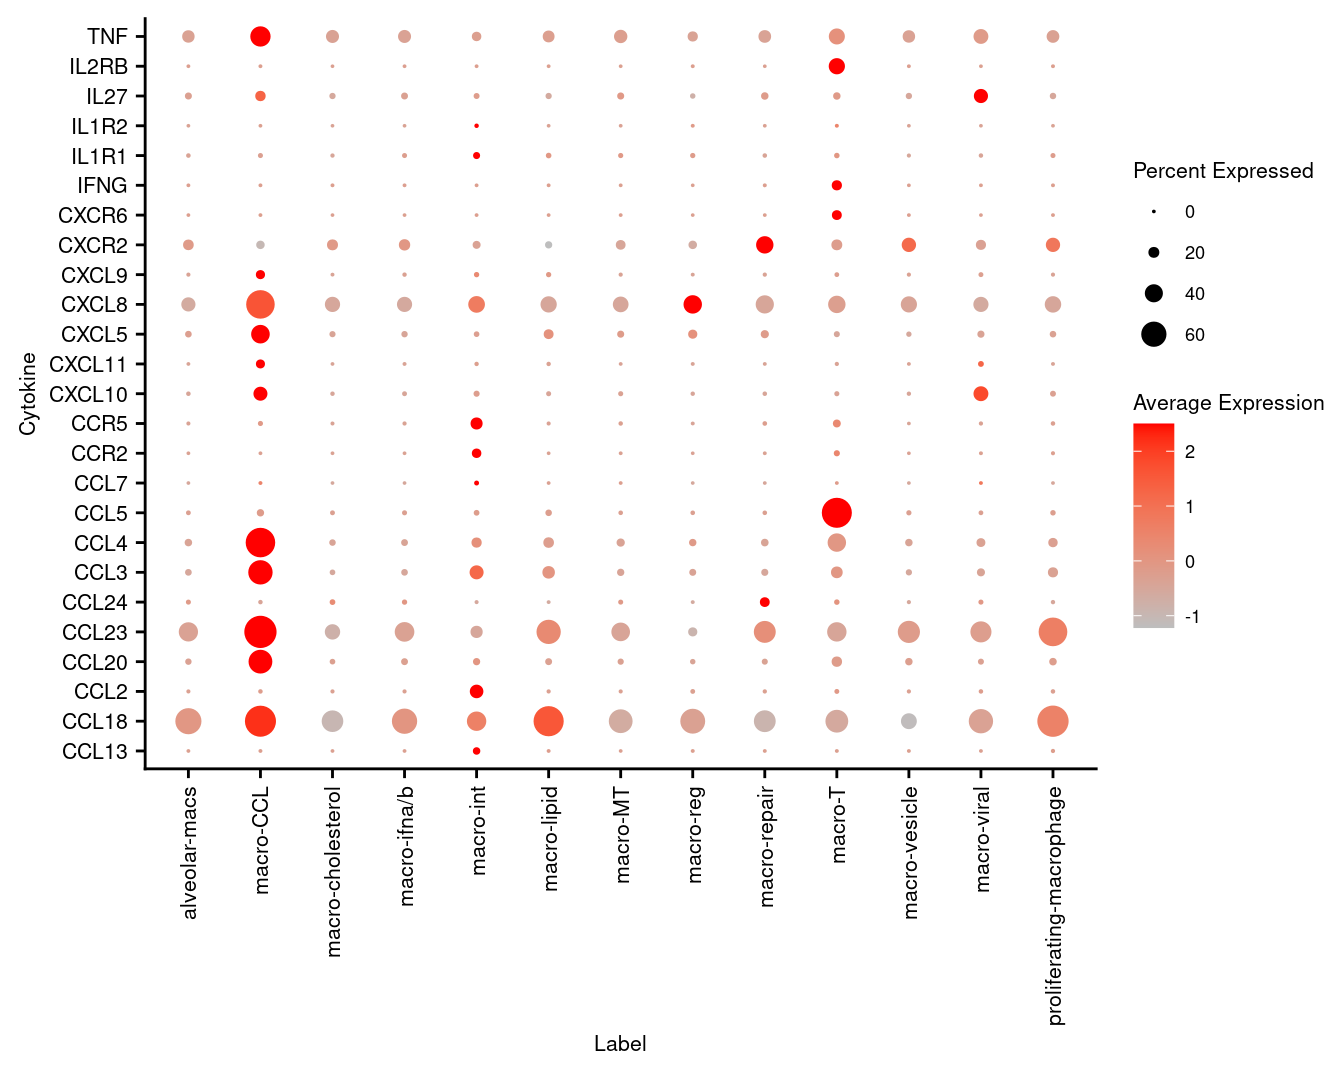 TNF
IL2RB
IL27
IL1R2
IL1R1
IFNG
CXCR6
CXCR2
CXCL9
CXCL8
CXCL5
CXCL11
CXCL10
CCR5
CCR2
CCL7
CCL5
CCL4
CCL3
CCL24
CCL23
CCL20
CCL2
CCL18
CCL13
Cytokine
alveolar-macs
macro-CCL
macro-cholesterol
macro-ifna/b
macro-int
macro-lipid
macro-MT
macro-reg
macro-repair
macro-T
macro-vesicle
macro-viral
proliferating-macrophage
Label
Percent Expressed
0
20
40
60
Average Expression
2
1
0
-1